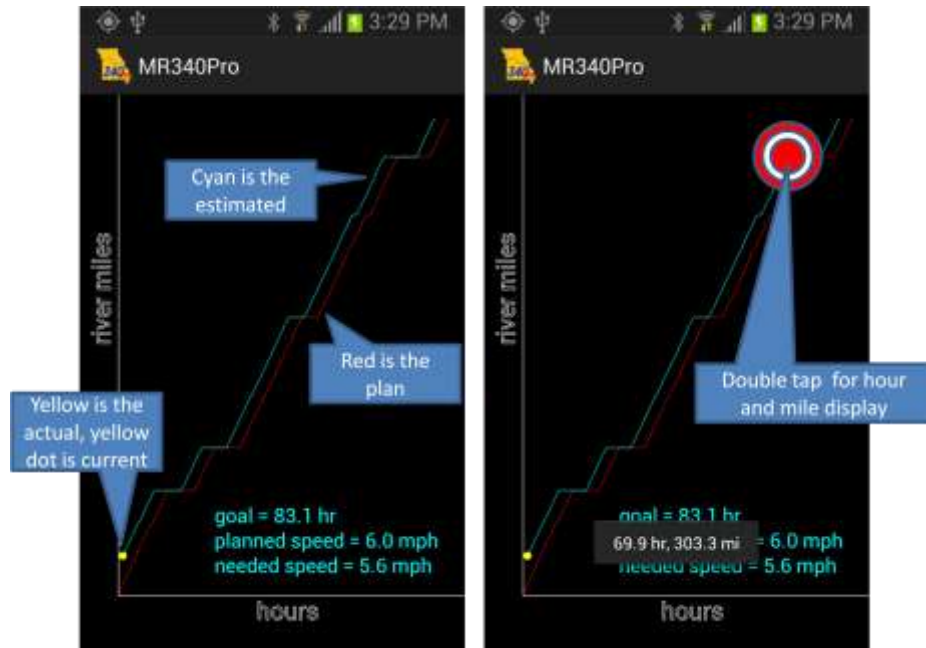 3:29 PM
MR340Pro
Cyan is the
estimated
river miles
Red is the
plan
Yellow is the
actual, yellow
dot is current
goal = 83.1 hr
planned speed = 6.0 mph
needed speed = 5.6 mph
hours
3:29 PM
MR340Pro
river miles
Double tap for hour
and mile display
goal = 83.1 hr
69.9 hr, 303.3 mi
= 6.0 mph
needed speed = 5.6 mph
hours